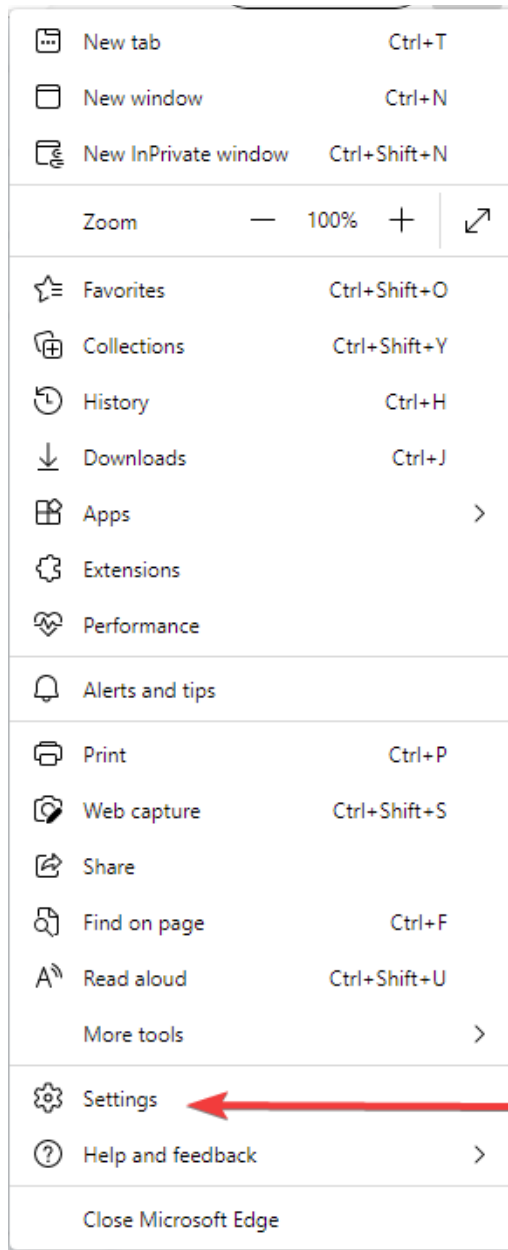 New tab Ctrl+T
New window Ctrl+N
New InPrivate window Ctrl+Shift+N
Zoom — 100% +
Favorites Ctrl+Shift+O
Collections Ctrl+Shift+Y
History Ctrl+H
Downloads Ctrl+J
Apps
Extensions
Performance
Alerts and tips
Print Ctrl+P
Web capture Ctrl+Shift+S
Share
Find on page Ctrl+F
Read aloud Ctrl+Shift+U
More tools
Settings
Help and feedback
Close Microsoft Edge